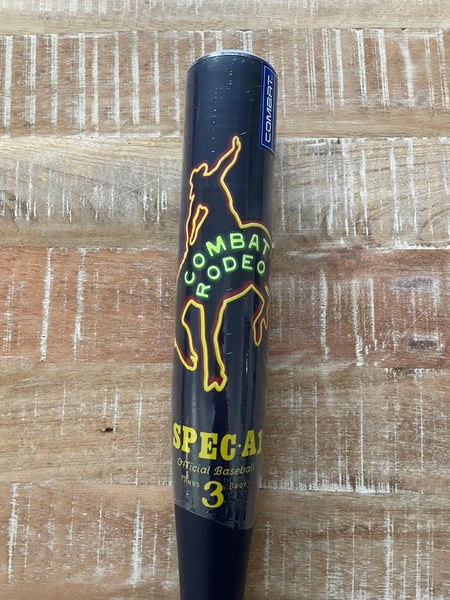 COMBAT
COMBAT
RODEO
SPEC-A1
Official Baseball
MINUS DROP
3